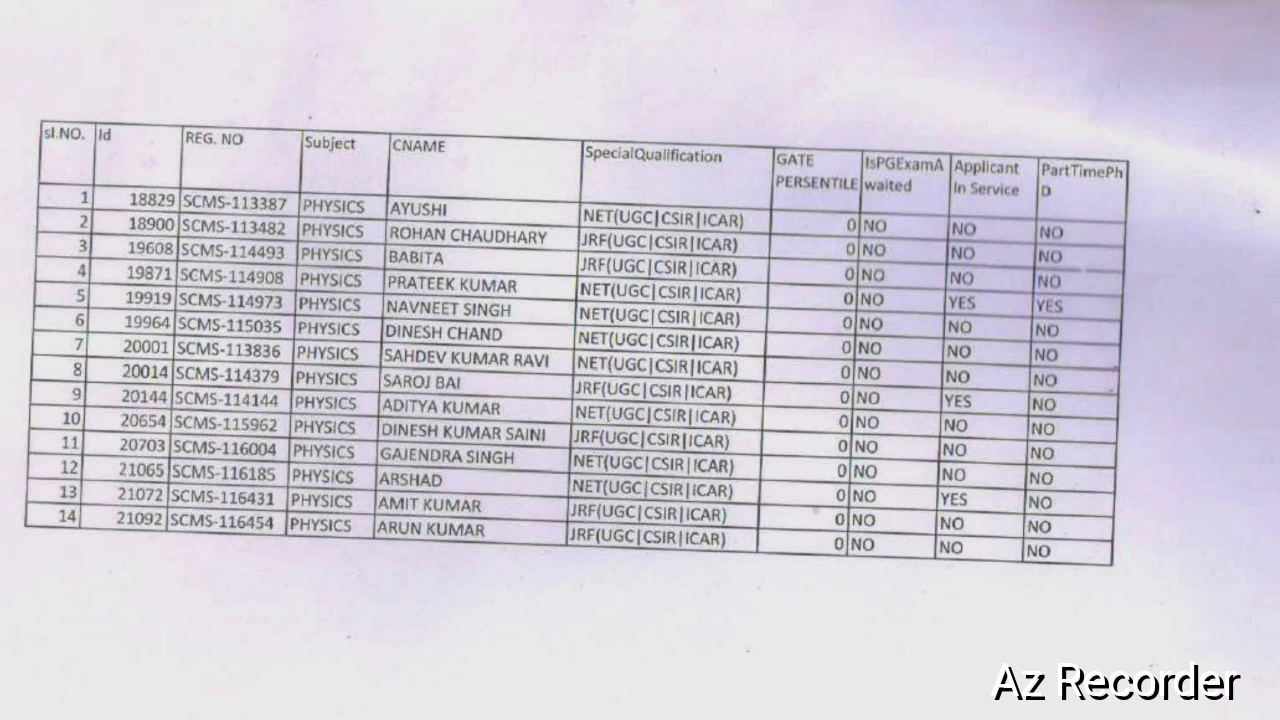 sl.NO. Id REG. NO Subject CNAME SpecialQualification GATE PERSENTILE IsPGExamAwaited Applicant In Service PartTimePhD
1 18829 SCMS-113387 PHYSICS AYUSHI NET(UGC|CSIR|ICAR) 0 NO NO NO
2 18900 SCMS-113482 PHYSICS ROHAN CHAUDHARY JRF(UGC|CSIR|ICAR) 0 NO NO NO
3 19608 SCMS-114493 PHYSICS BABITA JRF(UGC|CSIR|ICAR) 0 NO NO NO
4 19871 SCMS-114908 PHYSICS PRATEEK KUMAR NET(UGC|CSIR|ICAR) 0 NO YES YES
5 19919 SCMS-114973 PHYSICS NAVNEET SINGH NET(UGC|CSIR|ICAR) 0 NO NO NO
6 19964 SCMS-115035 PHYSICS DINESH CHAND NET(UGC|CSIR|ICAR) 0 NO NO NO
7 20001 SCMS-113836 PHYSICS SAHDEV KUMAR RAVI NET(UGC|CSIR|ICAR) 0 NO NO NO
8 20014 SCMS-114379 PHYSICS SAROJ BAI JRF(UGC|CSIR|ICAR) 0 NO YES NO
9 20144 SCMS-114144 PHYSICS ADITYA KUMAR NET(UGC|CSIR|ICAR) 0 NO NO NO
10 20654 SCMS-115962 PHYSICS DINESH KUMAR SAINI JRF(UGC|CSIR|ICAR) 0 NO NO NO
11 20703 SCMS-116004 PHYSICS GAJENDRA SINGH NET(UGC|CSIR|ICAR) 0 NO NO NO
12 21065 SCMS-116185 PHYSICS ARSHAD NET(UGC|CSIR|ICAR) 0 NO YES NO
13 21072 SCMS-116431 PHYSICS AMIT KUMAR JRF(UGC|CSIR|ICAR) 0 NO NO NO
14 21092 SCMS-116454 PHYSICS ARUN KUMAR JRF(UGC|CSIR|ICAR) 0 NO NO NO
Az Recorder